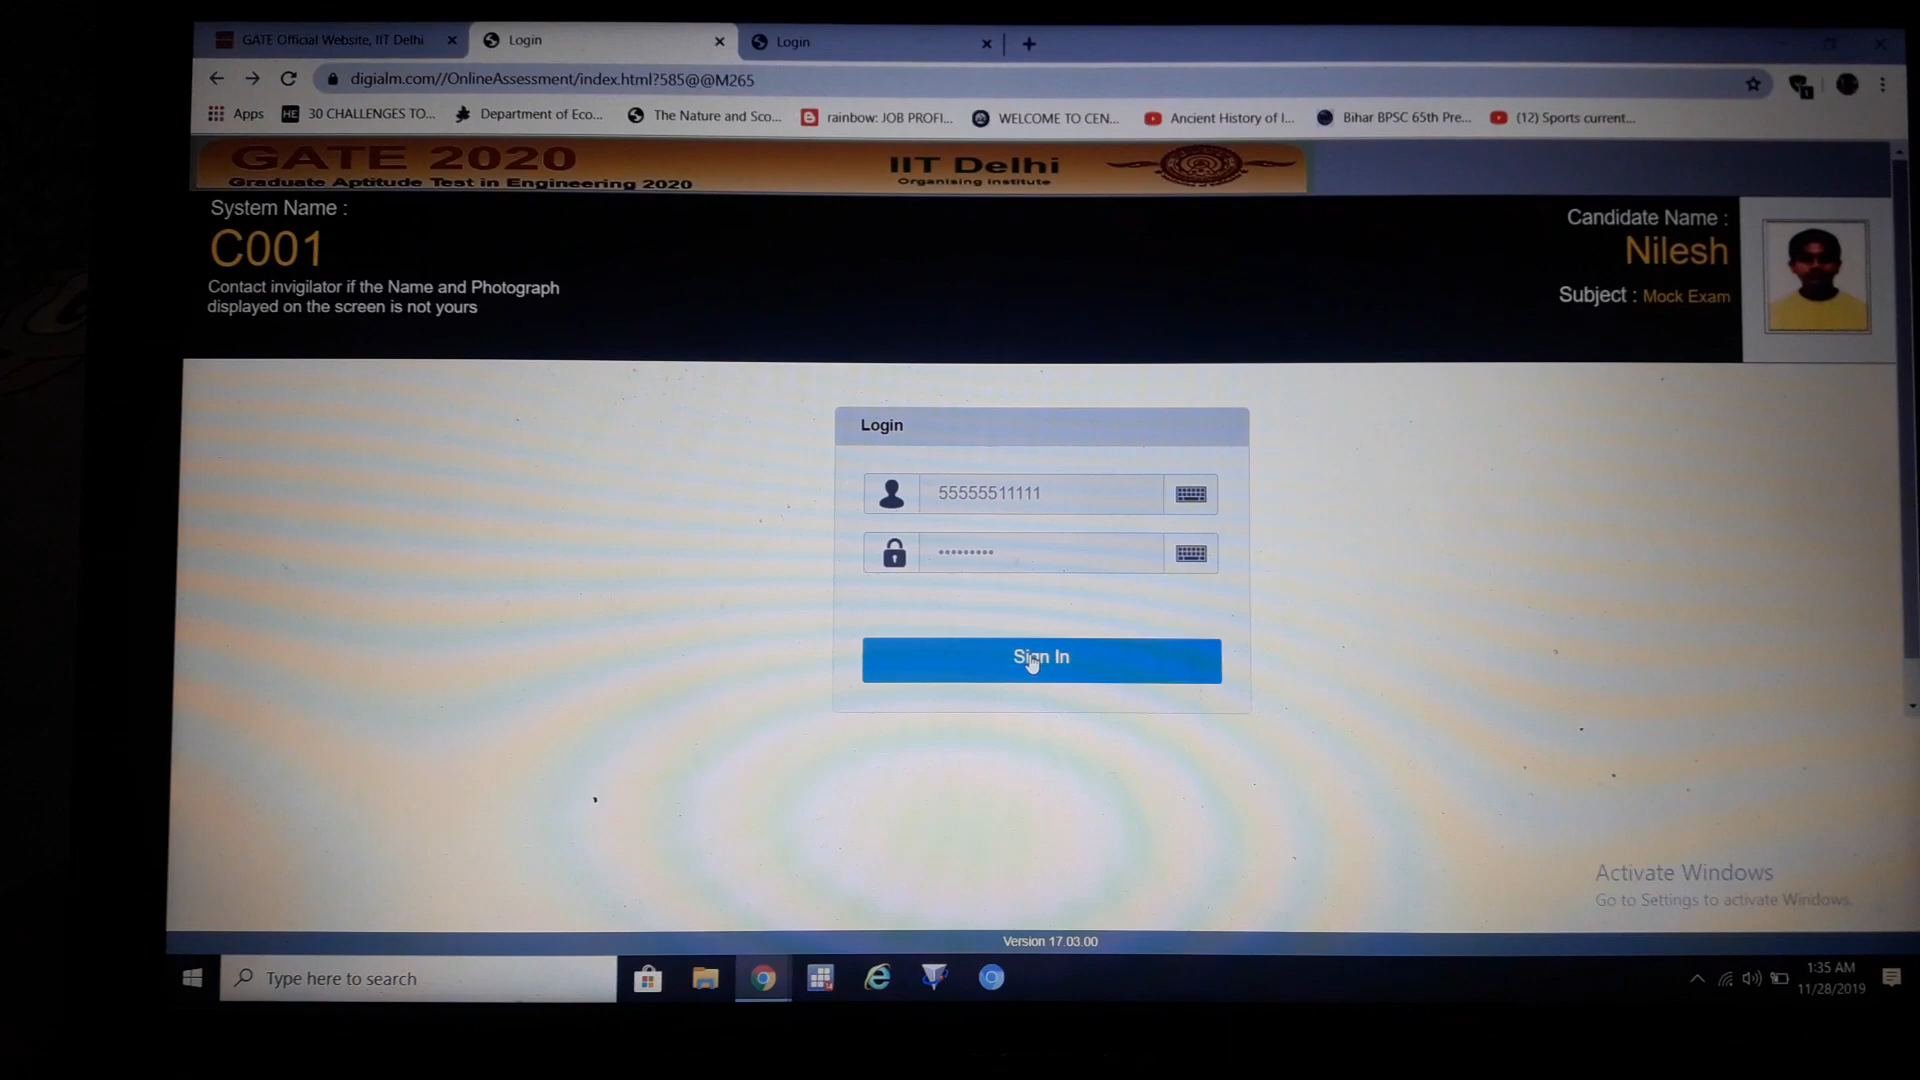 GATE Official Website, IIT Delhi
Login
Login
digialm.com//OnlineAssessment/index.html?585@@M265
Apps
HE 30 CHALLENGES TO...
Department of Eco...
The Nature and Sco...
rainbow: JOB PROFI...
WELCOME TO CEN...
Ancient History of I...
Bihar BPSC 65th Pre...
(12) Sports current...
GATE 2020
Graduate Aptitude Test in Engineering 2020
IIT Delhi
Organising Institute
System Name :
C001
Contact invigilator if the Name and Photograph
displayed on the screen is not yours
Candidate Name :
Nilesh
Subject : Mock Exam
Login
55555511111
•••••••••
Sign In
Activate Windows
Go to Settings to activate Windows.
Version 17.03.00
Type here to search
1:35 AM
11/28/2019